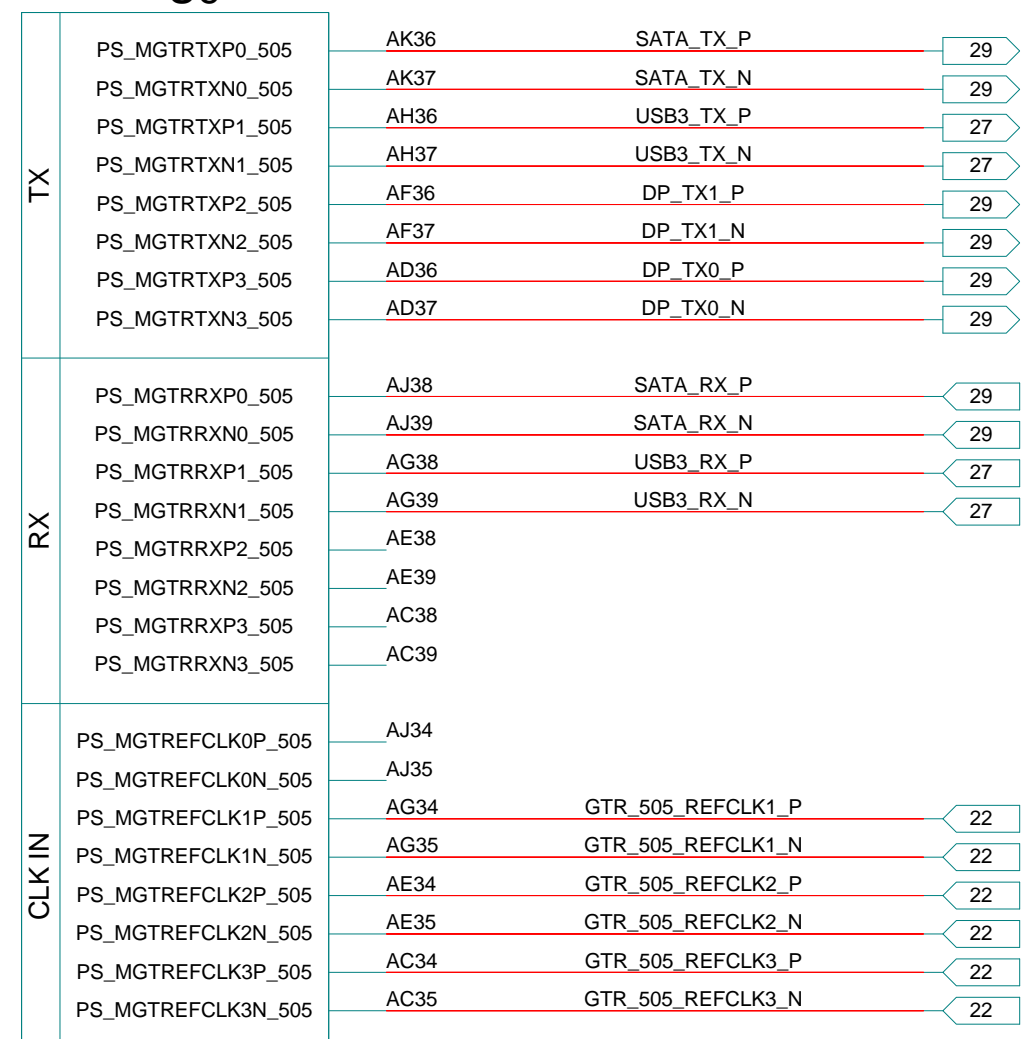 TX
PS_MGTRTXP0_505 AK36 SATA_TX_P 29
PS_MGTRTXN0_505 AK37 SATA_TX_N 29
PS_MGTRTXP1_505 AH36 USB3_TX_P 27
PS_MGTRTXN1_505 AH37 USB3_TX_N 27
PS_MGTRTXP2_505 AF36 DP_TX1_P 29
PS_MGTRTXN2_505 AF37 DP_TX1_N 29
PS_MGTRTXP3_505 AD36 DP_TX0_P 29
PS_MGTRTXN3_505 AD37 DP_TX0_N 29
RX
PS_MGTRRXP0_505 AJ38 SATA_RX_P 29
PS_MGTRRXN0_505 AJ39 SATA_RX_N 29
PS_MGTRRXP1_505 AG38 USB3_RX_P 27
PS_MGTRRXN1_505 AG39 USB3_RX_N 27
PS_MGTRRXP2_505 AE38
PS_MGTRRXN2_505 AE39
PS_MGTRRXP3_505 AC38
PS_MGTRRXN3_505 AC39
CLK IN
PS_MGTREFCLK0P_505 AJ34
PS_MGTREFCLK0N_505 AJ35
PS_MGTREFCLK1P_505 AG34 GTR_505_REFCLK1_P 22
PS_MGTREFCLK1N_505 AG35 GTR_505_REFCLK1_N 22
PS_MGTREFCLK2P_505 AE34 GTR_505_REFCLK2_P 22
PS_MGTREFCLK2N_505 AE35 GTR_505_REFCLK2_N 22
PS_MGTREFCLK3P_505 AC34 GTR_505_REFCLK3_P 22
PS_MGTREFCLK3N_505 AC35 GTR_505_REFCLK3_N 22